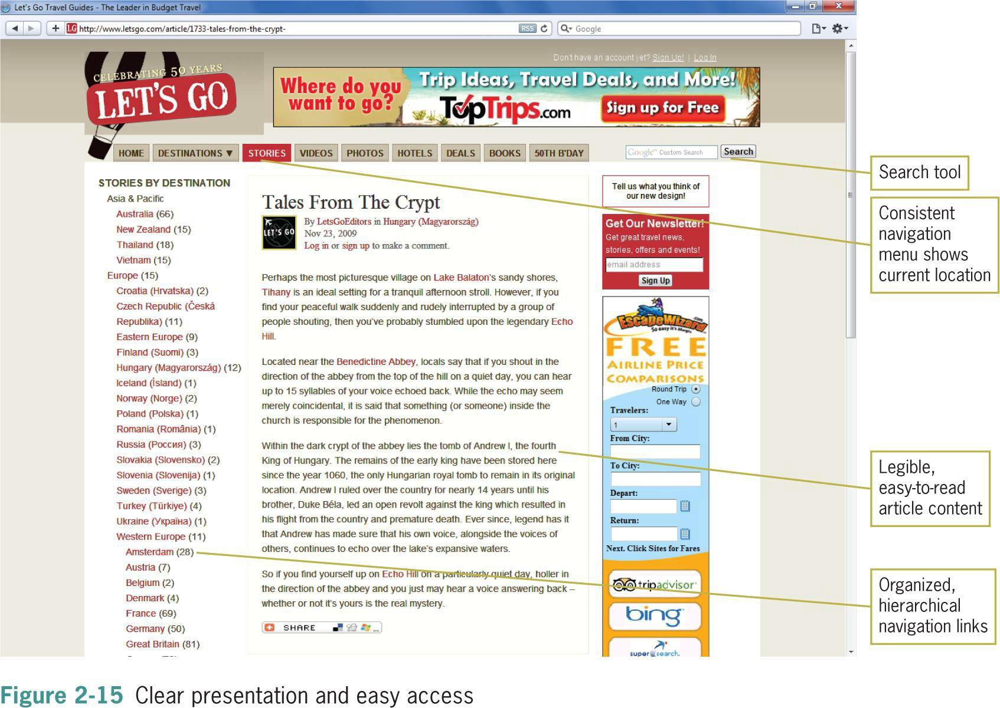 Let's Go Travel Guides - The Leader in Budget Travel
LG http://www.letsgo.com/article/1733-tales-from-the-crypt-
RSS
Google
Don't have an account yet? Sign Up! | Log In
CELEBRATING 50 YEARS
LET'S GO
Where do you
want to go?
Trip Ideas, Travel Deals, and More!
TopTrips.com
Sign up for Free
HOME DESTINATIONS ▼ STORIES VIDEOS PHOTOS HOTELS DEALS BOOKS 50TH B'DAY
Google™ Custom Search Search
STORIES BY DESTINATION
Asia & Pacific
Australia (66)
New Zealand (15)
Thailand (18)
Vietnam (15)
Europe (15)
Croatia (Hrvatska) (2)
Czech Republic (Česká
Republika) (11)
Eastern Europe (9)
Finland (Suomi) (3)
Hungary (Magyarország) (12)
Iceland (Ísland) (1)
Norway (Norge) (2)
Poland (Polska) (1)
Romania (România) (1)
Russia (Россия) (3)
Slovakia (Slovensko) (2)
Slovenia (Slovenija) (1)
Sweden (Sverige) (3)
Turkey (Türkiye) (4)
Ukraine (Україна) (1)
Western Europe (11)
Amsterdam (28)
Austria (7)
Belgium (2)
Denmark (4)
France (69)
Germany (50)
Great Britain (81)
Tales From The Crypt
LET'S GO
By LetsGoEditors in Hungary (Magyarország)
Nov 23, 2009
Log in or sign up to make a comment.
Perhaps the most picturesque village on Lake Balaton's sandy shores,
Tihany is an ideal setting for a tranquil afternoon stroll. However, if you
find your peaceful walk suddenly and rudely interrupted by a group of
people shouting, then you've probably stumbled upon the legendary Echo
Hill.
Located near the Benedictine Abbey, locals say that if you shout in the
direction of the abbey from the top of the hill on a quiet day, you can hear
up to 15 syllables of your voice echoed back. While the echo may seem
merely coincidental, it is said that something (or someone) inside the
church is responsible for the phenomenon.
Within the dark crypt of the abbey lies the tomb of Andrew I, the fourth
King of Hungary. The remains of the early king have been stored here
since the year 1060, the only Hungarian royal tomb to remain in its original
location. Andrew I ruled over the country for nearly 14 years until his
brother, Duke Béla, led an open revolt against the king which resulted in
his flight from the country and premature death. Ever since, legend has it
that Andrew has made sure that his own voice, alongside the voices of
others, continues to echo over the lake's expansive waters.
So if you find yourself up on Echo Hill on a particularly quiet day, holler in
the direction of the abbey and you just may hear a voice answering back –
whether or not it's yours is the real mystery.
SHARE ...
Tell us what you think of
our new design!
Get Our Newsletter!
Get great travel news,
stories, offers and events!
email address
Sign Up
EscapeWizard.com
So easy it's Magic
FREE
AIRLINE PRICE
COMPARISONS
Round Trip
One Way
Travelers:
1
From City:
To City:
Depart:
Return:
Next. Click Sites for Fares
tripadvisor
bing
super search
Search tool
Consistent
navigation
menu shows
current location
Legible,
easy-to-read
article content
Organized,
hierarchical
navigation links
Figure 2-15 Clear presentation and easy access